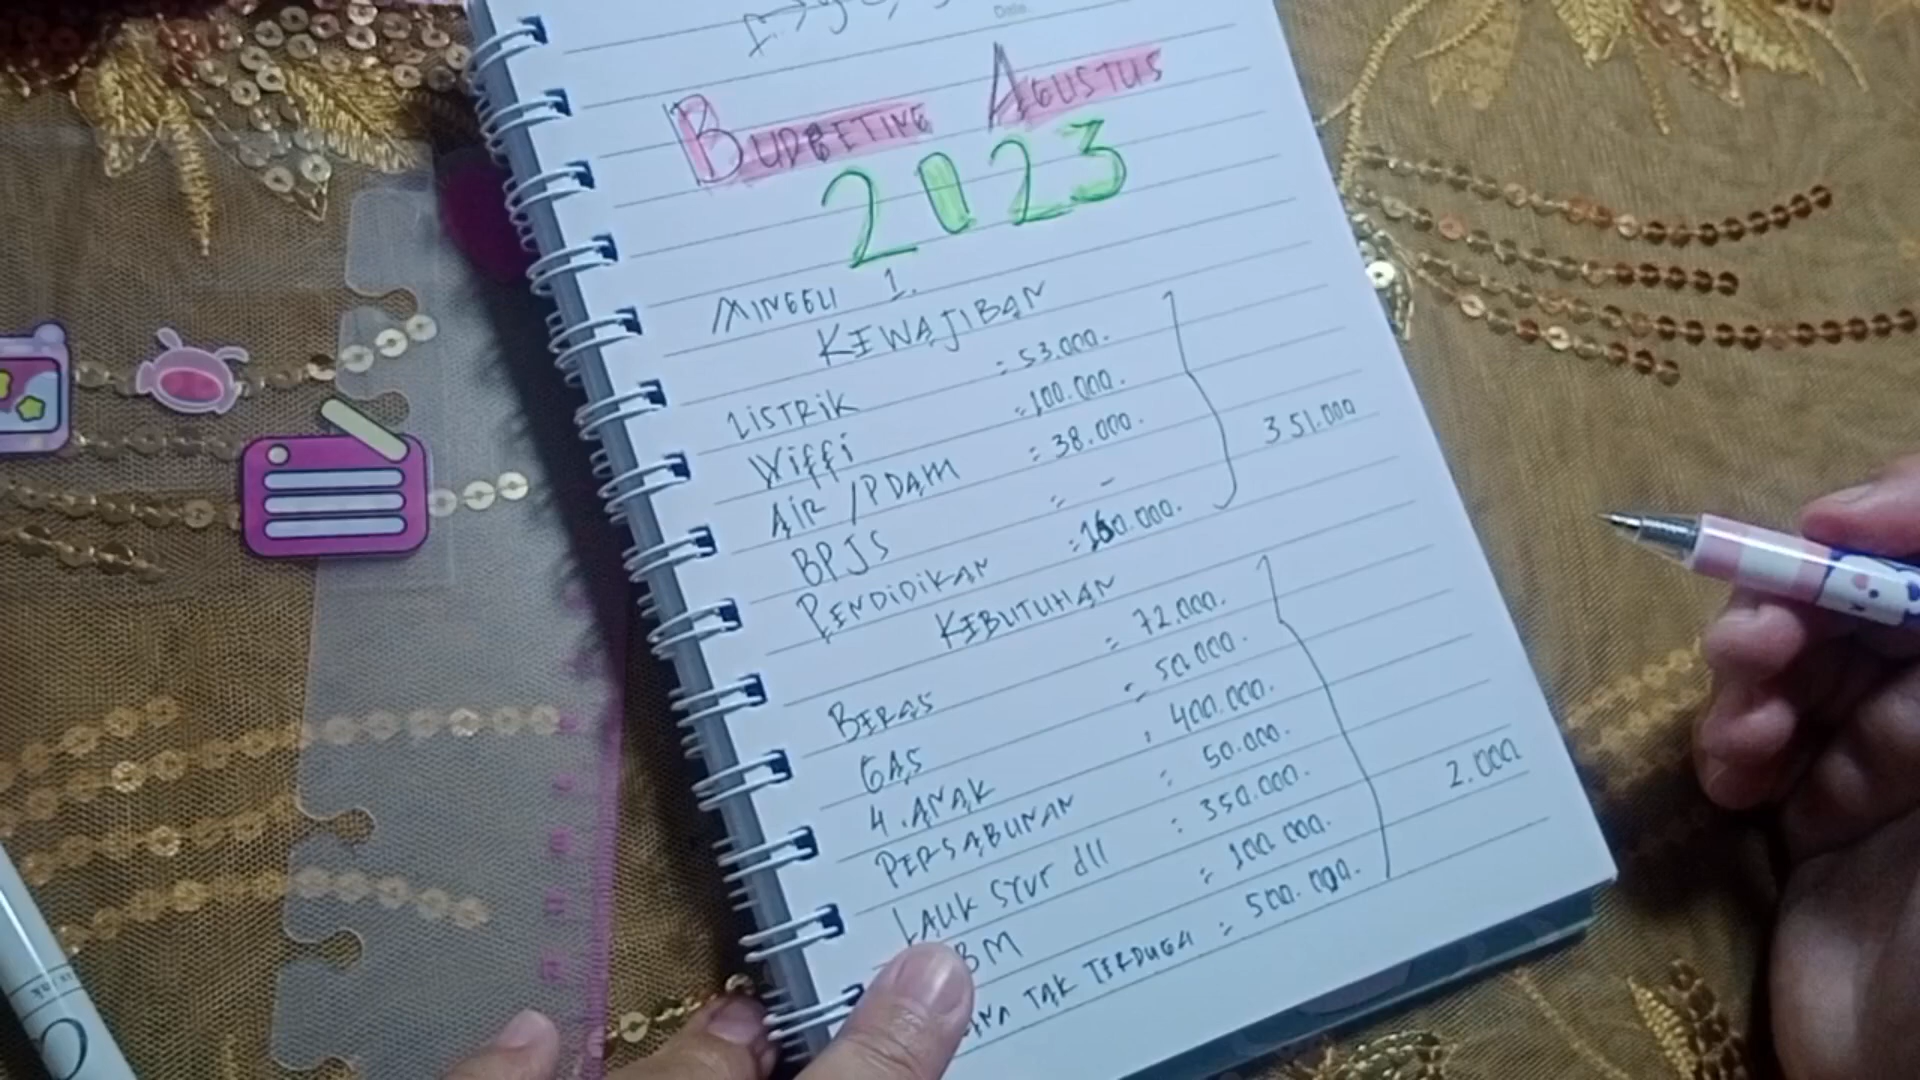 Date
BUDGETING AGUSTUS
2023
MINGGU 1.
KEWAJIBAN
LISTRIK = 53.000.
Wiffi = 100.000.
AIR /PDAM = 38.000.
351.000
BPJS = -
PENDIDIKAN = 160.000.
KEBUTUHAN
BERAS = 72.000.
GAS = 50.000.
4. ANAK : 400.000.
PERSABUNAN = 50.000.
LAUK SYUR dll : 350.000.
2.000
BM = 100 000.
TAK TERDUGA = 500.000.